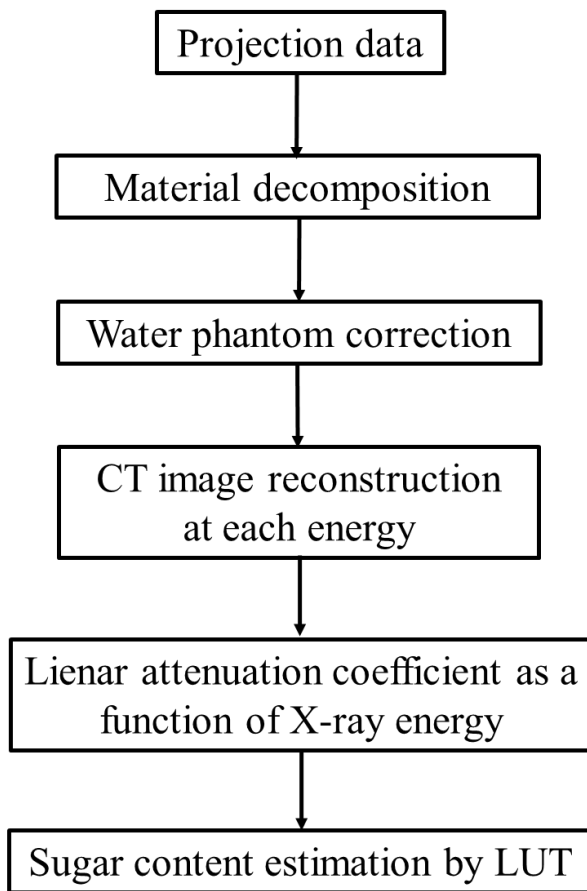 Projection data
Material decomposition
Water phantom correction
CT image reconstruction
at each energy
Lienar attenuation coefficient as a
function of X-ray energy
Sugar content estimation by LUT